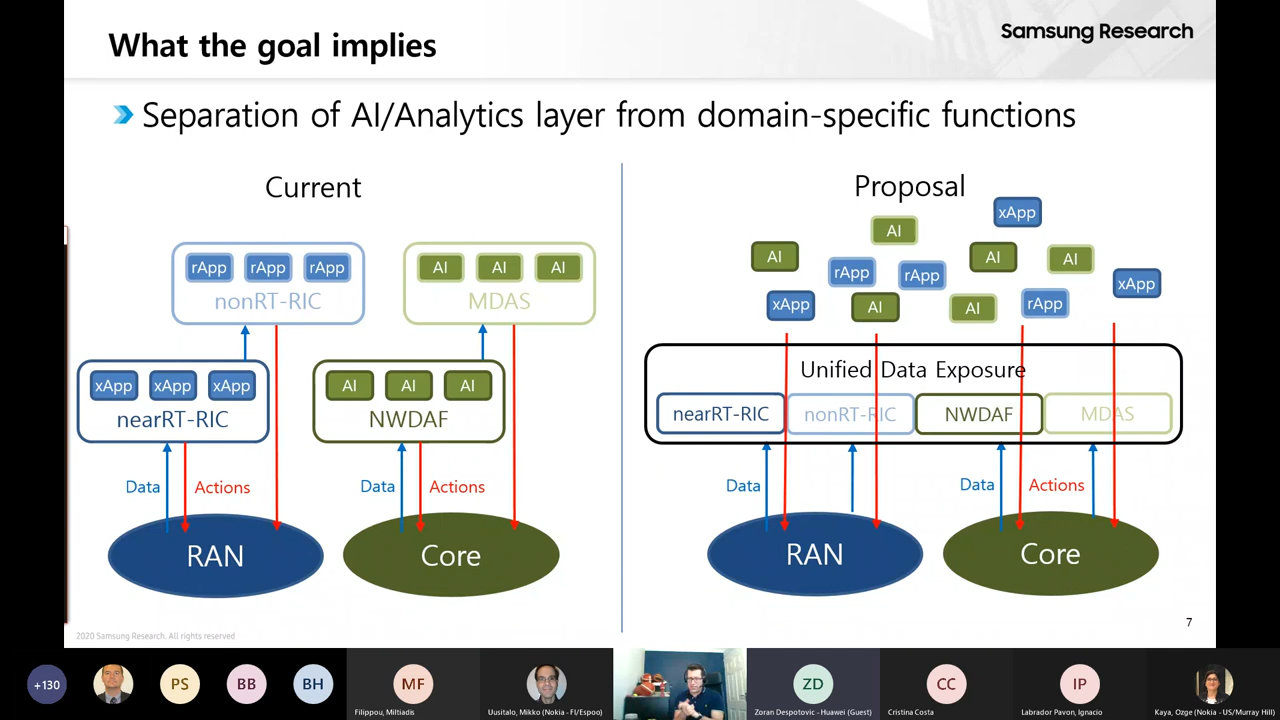 What the goal implies
Samsung Research
Separation of AI/Analytics layer from domain-specific functions
Current
rApp rApp rApp
nonRT-RIC
AI AI AI
MDAS
xApp xApp xApp
nearRT-RIC
AI AI AI
NWDAF
Data Actions
Data Actions
RAN
Core
Proposal
xApp
AI
AI
AI
AI
rApp
rApp
xApp
xApp
AI
AI
rApp
Unified Data Exposure
nearRT-RIC nonRT-RIC NWDAF MDAS
Data
Data Actions
RAN
Core
7
2020 Samsung Research. All rights reserved
+130
PS
BB
BH
MF
Filippou, Miltiadis
Uusitalo, Mikko (Nokia - FI/Espoo)
ZD
Zoran Despotovic - Huawei (Guest)
CC
Cristina Costa
IP
Labrador Pavon, Ignacio
Kaya, Ozge (Nokia - US/Murray Hill)